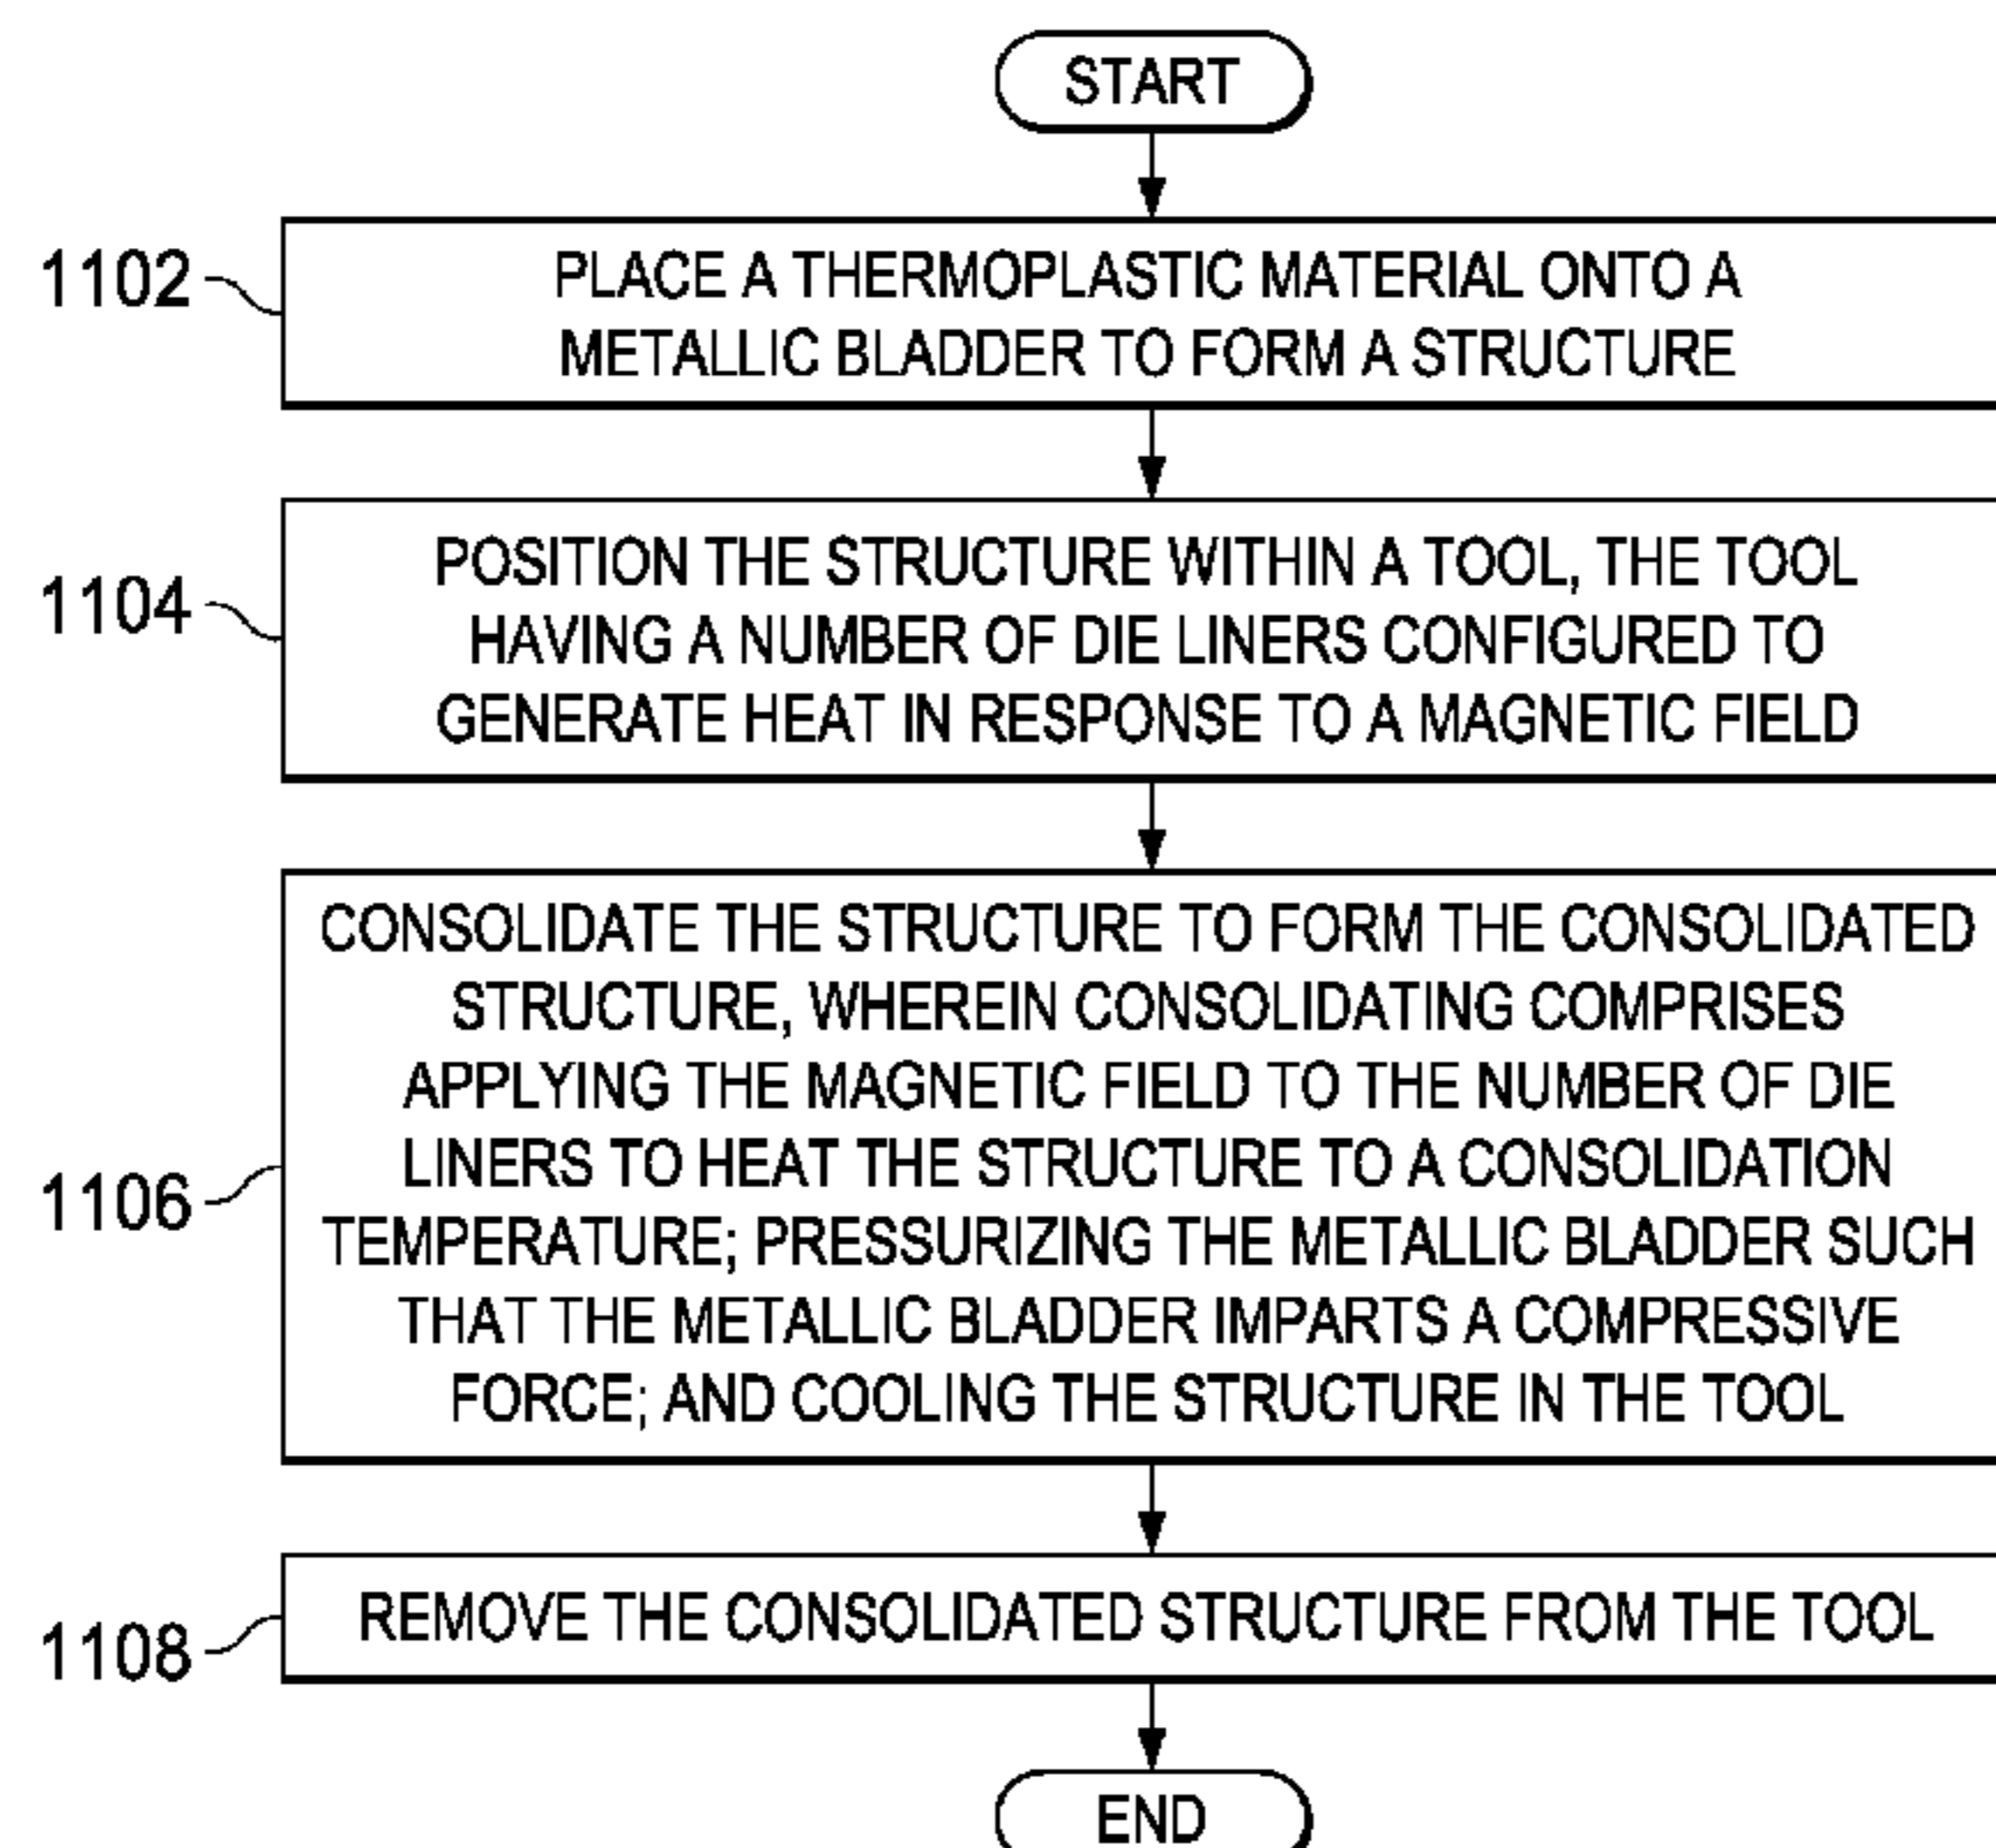 START
1102
PLACE A THERMOPLASTIC MATERIAL ONTO A
METALLIC BLADDER TO FORM A STRUCTURE
1104
POSITION THE STRUCTURE WITHIN A TOOL, THE TOOL
HAVING A NUMBER OF DIE LINERS CONFIGURED TO
GENERATE HEAT IN RESPONSE TO A MAGNETIC FIELD
1106
CONSOLIDATE THE STRUCTURE TO FORM THE CONSOLIDATED
STRUCTURE, WHEREIN CONSOLIDATING COMPRISES
APPLYING THE MAGNETIC FIELD TO THE NUMBER OF DIE
LINERS TO HEAT THE STRUCTURE TO A CONSOLIDATION
TEMPERATURE; PRESSURIZING THE METALLIC BLADDER SUCH
THAT THE METALLIC BLADDER IMPARTS A COMPRESSIVE
FORCE; AND COOLING THE STRUCTURE IN THE TOOL
1108
REMOVE THE CONSOLIDATED STRUCTURE FROM THE TOOL
END